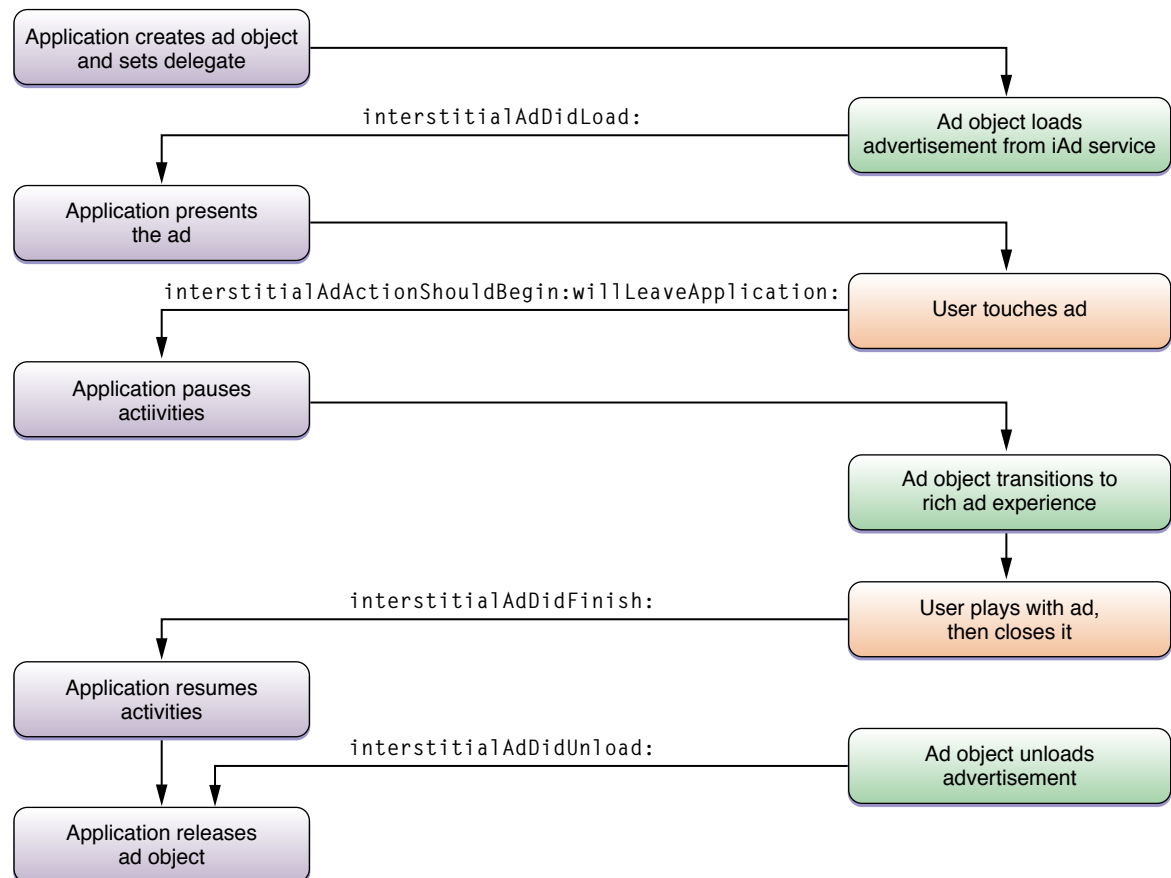 Application creates ad object
and sets delegate
interstitialAdDidLoad:
Ad object loads
advertisement from iAd service
Application presents
the ad
interstitialAdActionShouldBegin:willLeaveApplication:
User touches ad
Application pauses
actiivities
Ad object transitions to
rich ad experience
interstitialAdDidFinish:
User plays with ad,
then closes it
Application resumes
activities
interstitialAdDidUnload:
Ad object unloads
advertisement
Application releases
ad object